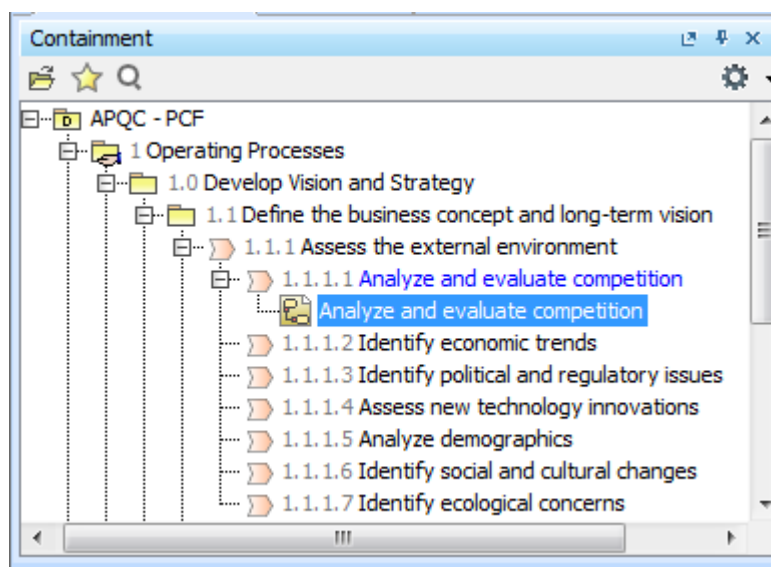 Containment
APQC - PCF
1 Operating Processes
1.0 Develop Vision and Strategy
1.1 Define the business concept and long-term vision
1.1.1 Assess the external environment
1.1.1.1 Analyze and evaluate competition
Analyze and evaluate competition
1.1.1.2 Identify economic trends
1.1.1.3 Identify political and regulatory issues
1.1.1.4 Assess new technology innovations
1.1.1.5 Analyze demographics
1.1.1.6 Identify social and cultural changes
1.1.1.7 Identify ecological concerns